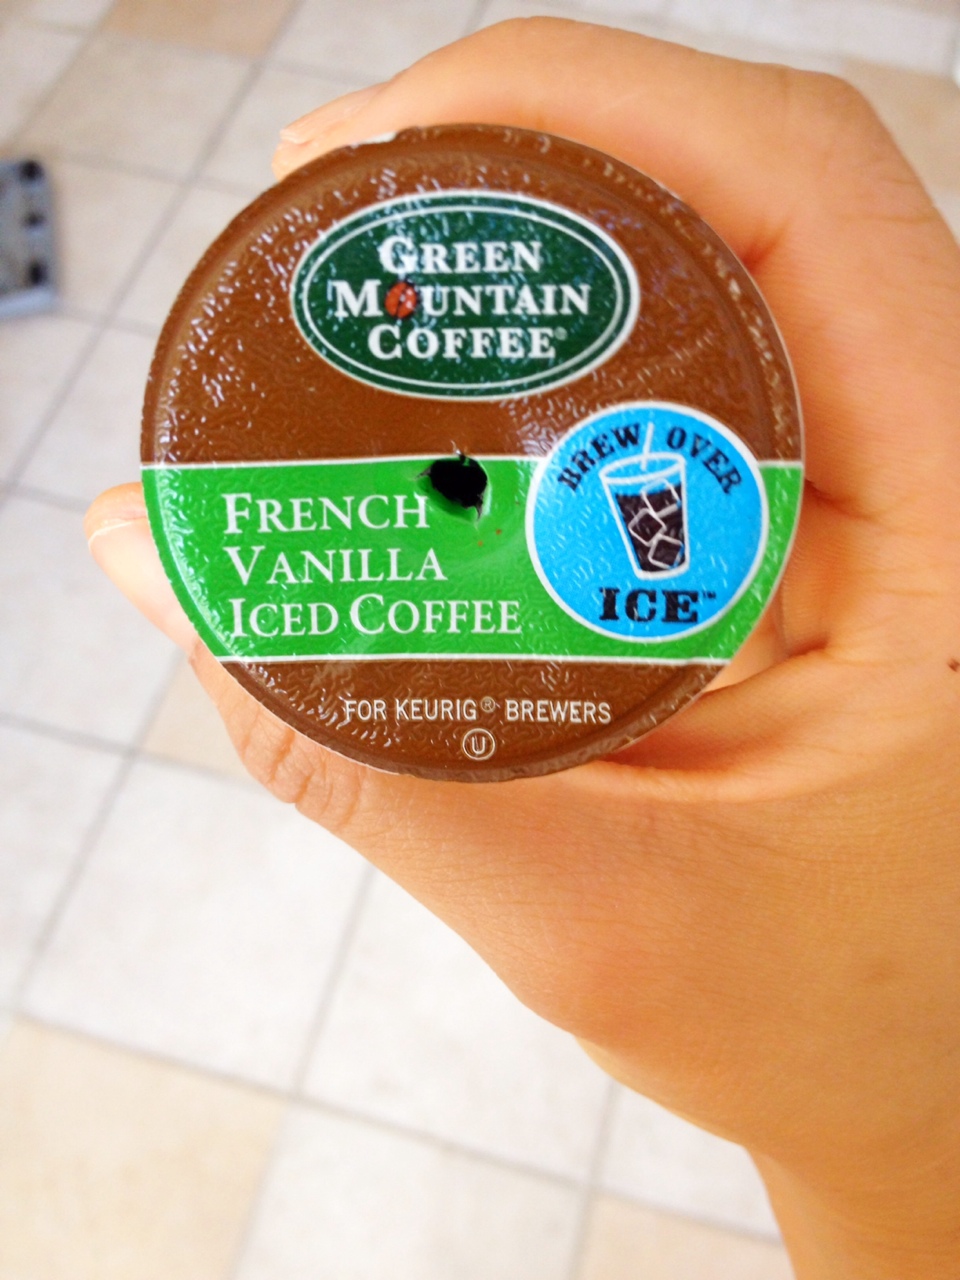 GREEN
MOUNTAIN
COFFEE®
BREW OVER
ICE™
FRENCH
VANILLA
ICED COFFEE
FOR KEURIG® BREWERS
U